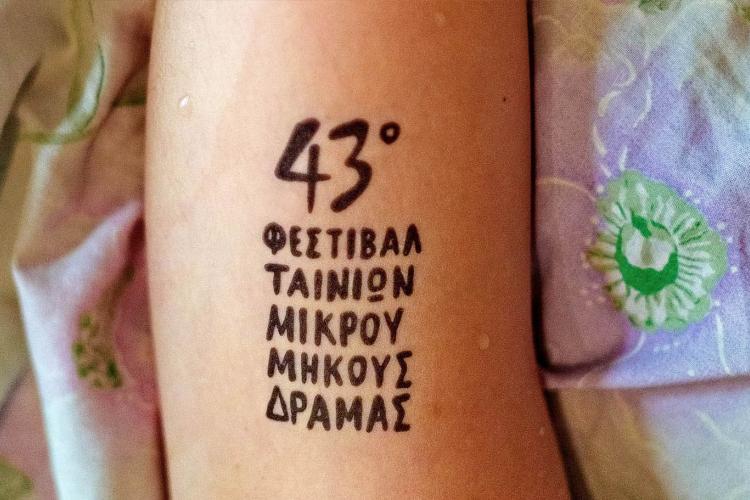 43°
ΦΕΣΤΙΒΑΛ
ΤΑΙΝΙΩΝ
ΜΙΚΡΟΥ
ΜΗΚΟΥΣ
ΔΡΑΜΑΣ